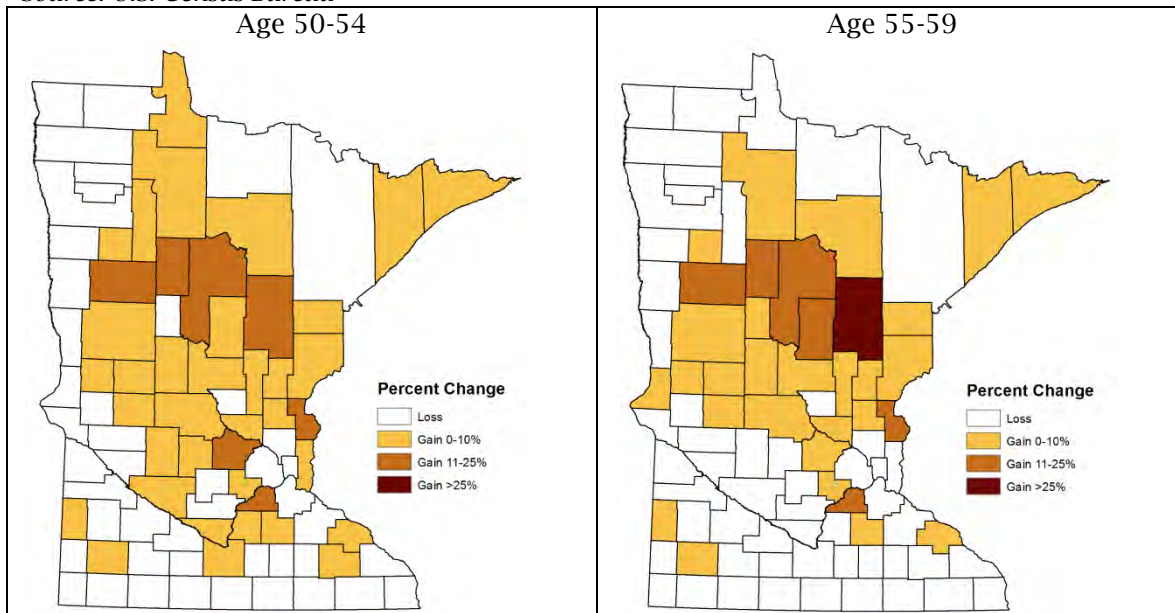 Age 50-54
Age 55-59
Percent Change
Loss
Gain 0-10%
Gain 11-25%
Gain >25%
Percent Change
Loss
Gain 0-10%
Gain 11-25%
Gain >25%